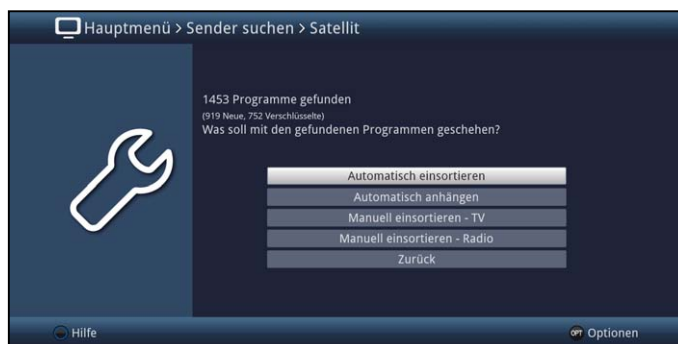 Hauptmenü > Sender suchen > Satellit
1453 Programme gefunden
(919 Neue, 752 Verschlüsselte)
Was soll mit den gefundenen Programmen geschehen?
Automatisch einsortieren
Automatisch anhängen
Manuell einsortieren - TV
Manuell einsortieren - Radio
Zurück
Hilfe
OPT Optionen